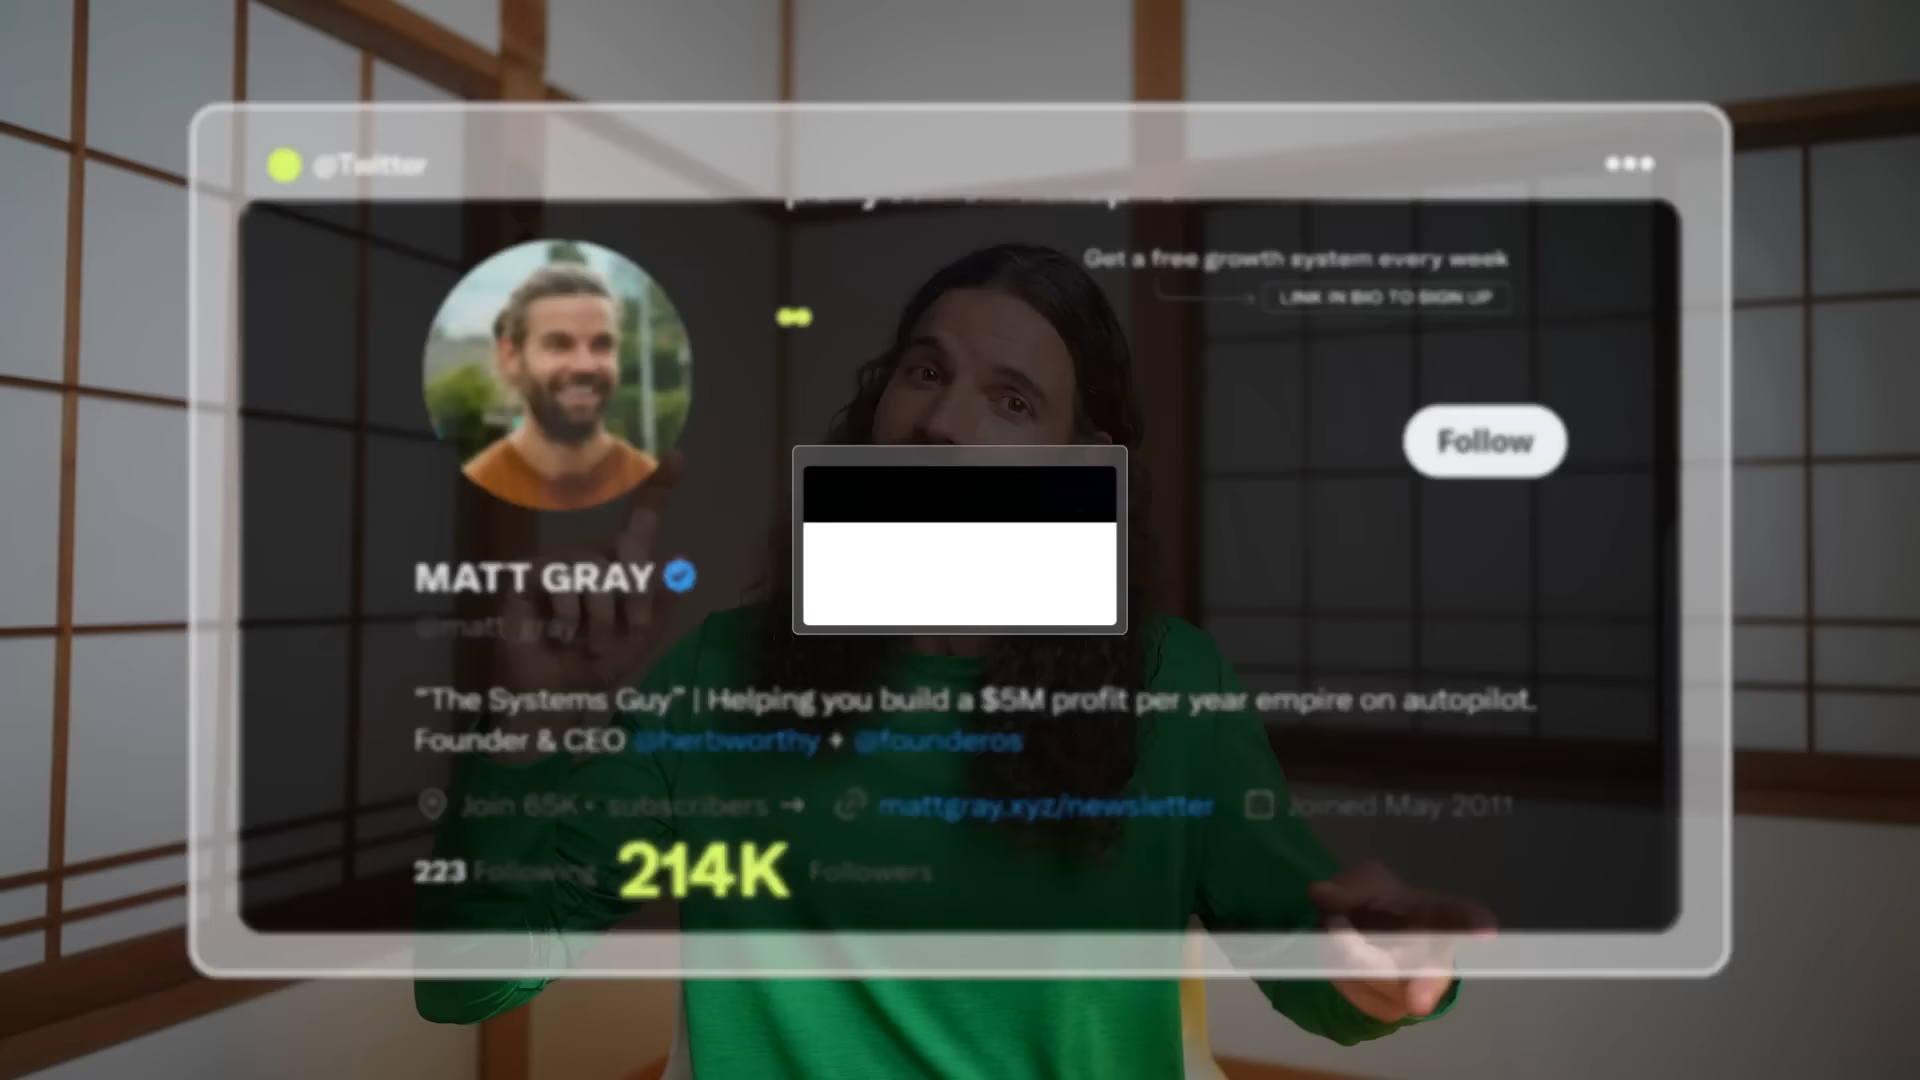 @Twitter
Get a free growth system every week
LINK IN BIO TO SIGN UP
Follow
MATT GRAY
@matt_gray_
“The Systems Guy” | Helping you build a $5M profit per year empire on autopilot.
Founder & CEO @herbworthy + @founderos
Join 65K+ subscribers → mattgray.xyz/newsletter Joined May 2011
223 Following 214K Followers